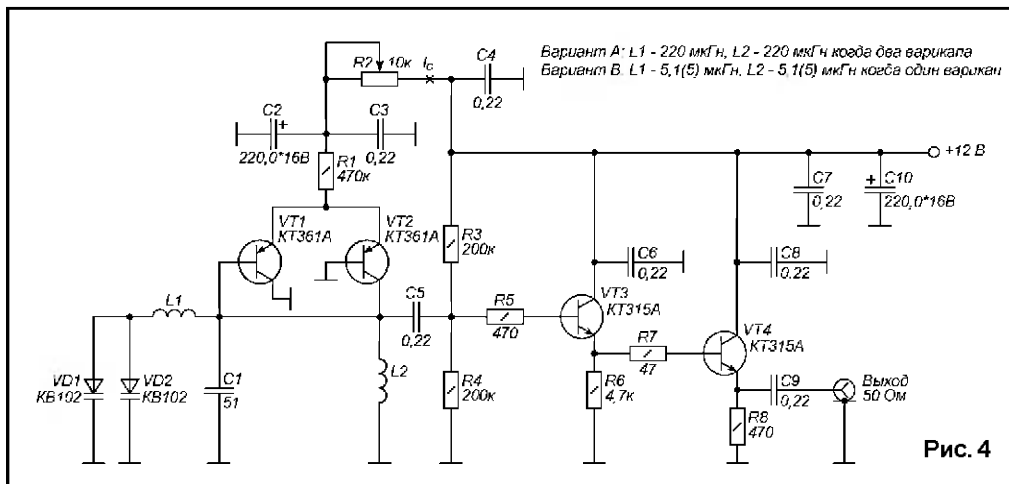 Вариант А: L1 - 220 мкГн, L2 - 220 мкГн когда два варикапа
Вариант В. L1 - 5,1(5) мкГн, L2 - 5,1(5) мкГн когда один варикап
R2
10к
Iс
C4
0,22
C2
+
220,0*16В
C3
0,22
R1
470к
+12 В
C7
0,22
+
C10
220,0*16В
VT1
КТ361А
VT2
КТ361А
R3
200к
C6
0,22
C8
0,22
L1
C5
0,22
R5
470
VT3
КТ315А
R7
47
VT4
КТ315А
VD1
КВ102
VD2
КВ102
C1
51
L2
R4
200к
R6
4,7к
C9
0,22
Выход
50 Ом
R8
470
Рис. 4